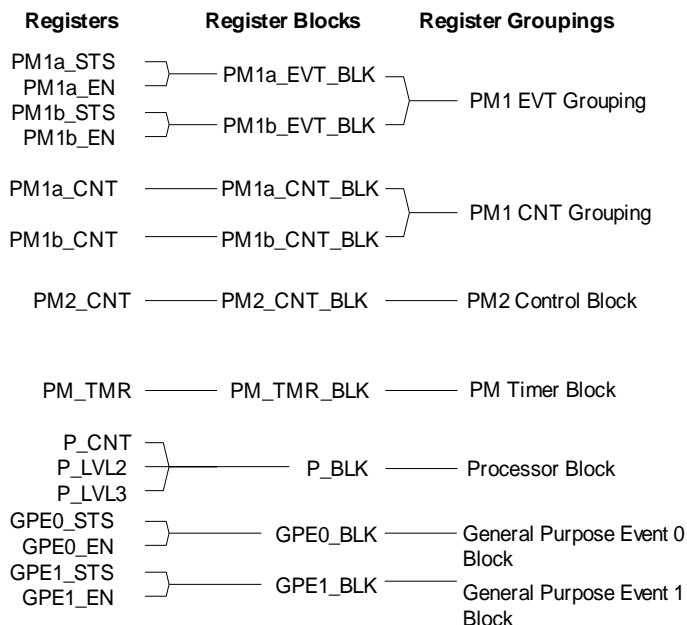 Registers Register Blocks Register Groupings
PM1a_STS
PM1a_EN
PM1a_EVT_BLK
PM1b_STS
PM1b_EN
PM1b_EVT_BLK
PM1 EVT Grouping
PM1a_CNT PM1a_CNT_BLK
PM1b_CNT PM1b_CNT_BLK
PM1 CNT Grouping
PM2_CNT PM2_CNT_BLK PM2 Control Block
PM_TMR PM_TMR_BLK PM Timer Block
P_CNT
P_LVL2
P_LVL3
P_BLK Processor Block
GPE0_STS
GPE0_EN
GPE0_BLK General Purpose Event 0
Block
GPE1_STS
GPE1_EN
GPE1_BLK General Purpose Event 1
Block